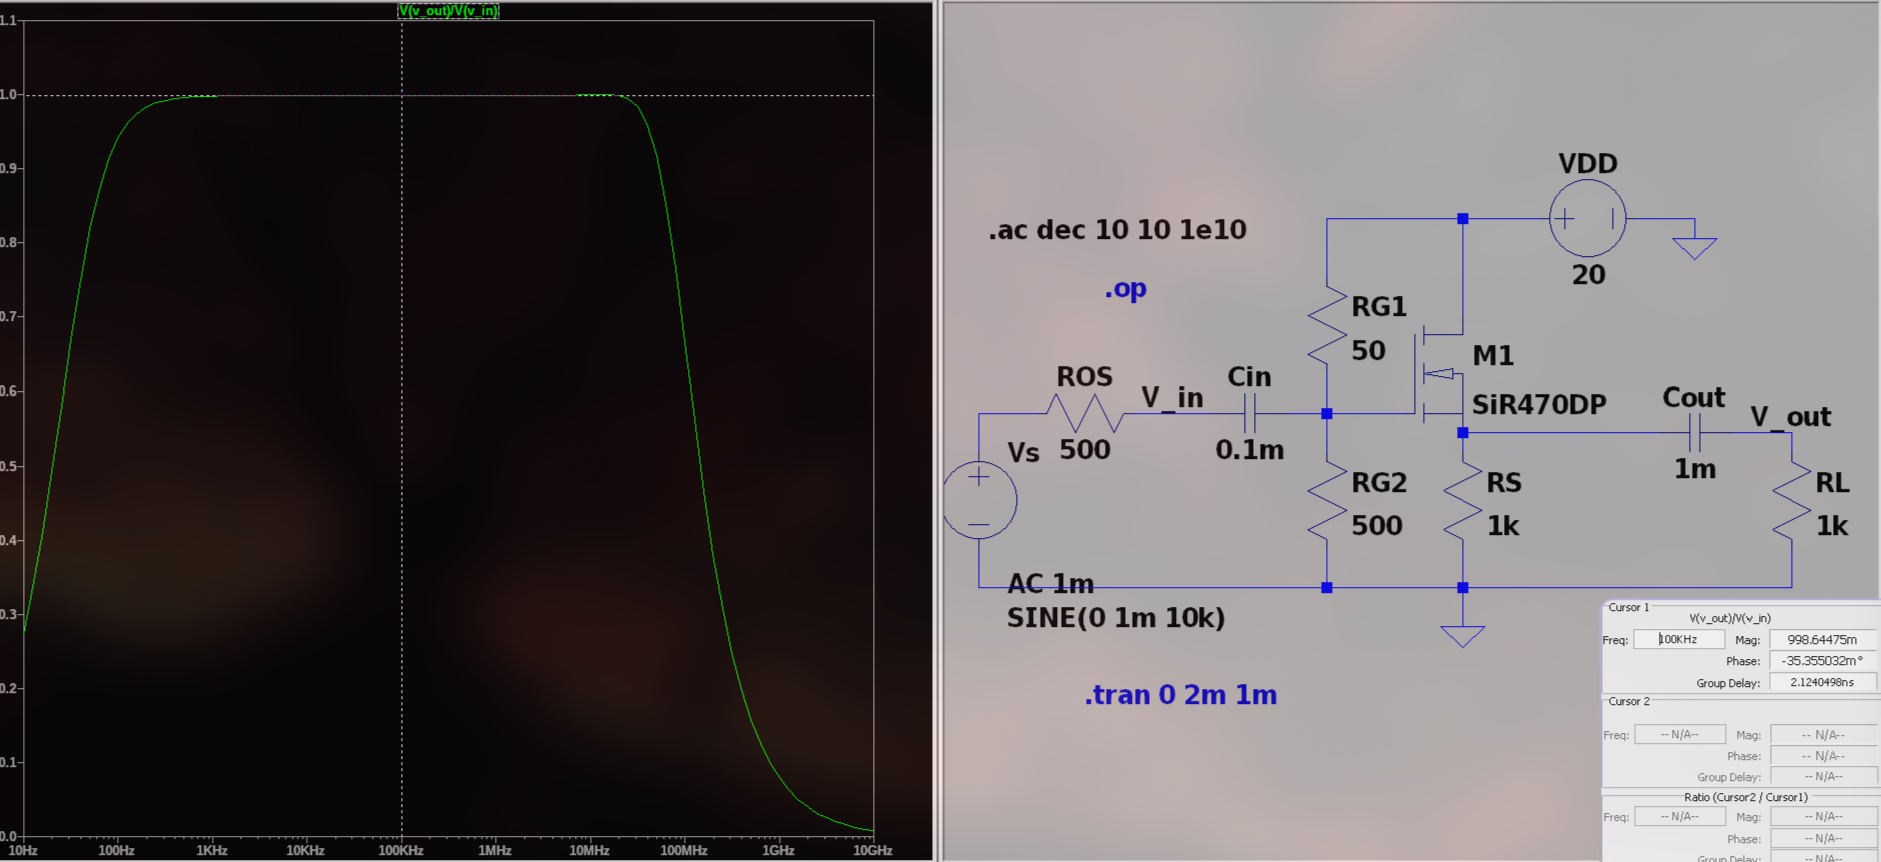 V(v_out)/V(v_in)
1.1
1.0
0.9
0.8
0.7
0.6
0.5
0.4
0.3
0.2
0.1
0.0
10Hz 100Hz 1KHz 10KHz 100KHz 1MHz 10MHz 100MHz 1GHz 10GHz
.ac dec 10 10 1e10
.op
VDD
20
RG1
50
M1
SiR470DP
ROS
500
V_in
Cin
0.1m
Vs
Cout
1m
V_out
RG2
500
RS
1k
RL
1k
AC 1m
SINE(0 1m 10k)
.tran 0 2m 1m
Cursor 1
V(v_out)/V(v_in)
Freq: 100KHz Mag: 998.64475m
Phase: -35.355032m°
Group Delay: 2.1240498ns
Cursor 2
Freq: -- N/A-- Mag: -- N/A--
Phase: -- N/A--
Group Delay: -- N/A--
Ratio (Cursor2 / Cursor1)
Freq: -- N/A-- Mag: -- N/A--
Phase: -- N/A--
Group Delay: -- N/A--